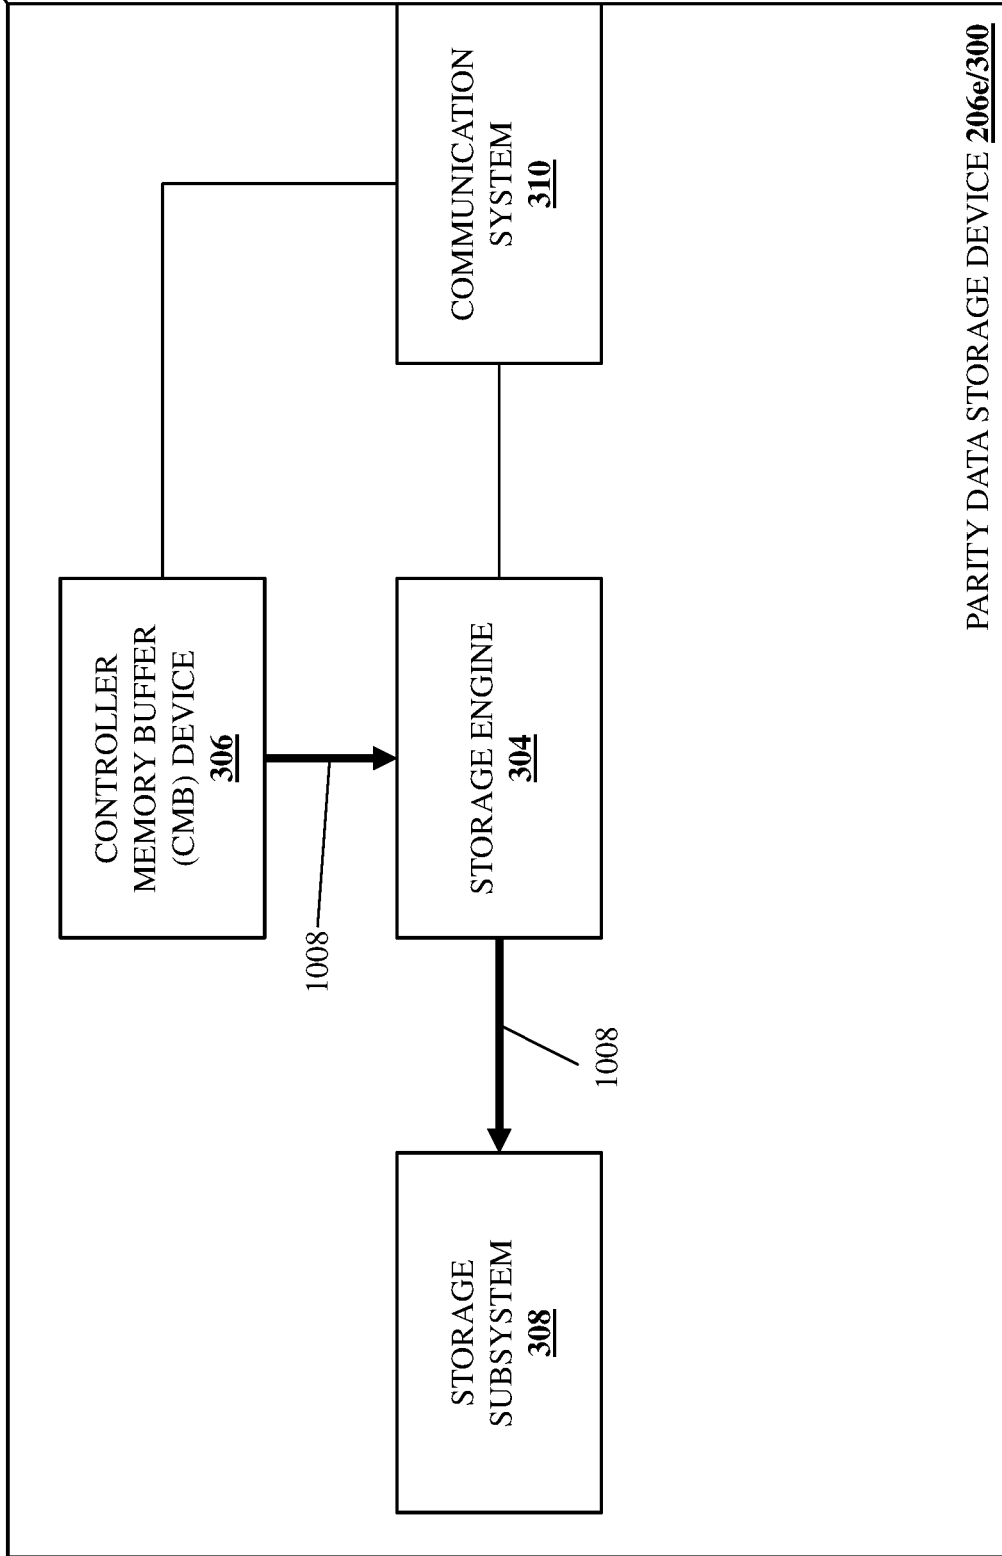 CONTROLLER
MEMORY BUFFER
(CMB) DEVICE
306
1008
STORAGE
SUBSYSTEM
308
1008
STORAGE ENGINE
304
COMMUNICATION
SYSTEM
310
PARITY DATA STORAGE DEVICE 206e/300